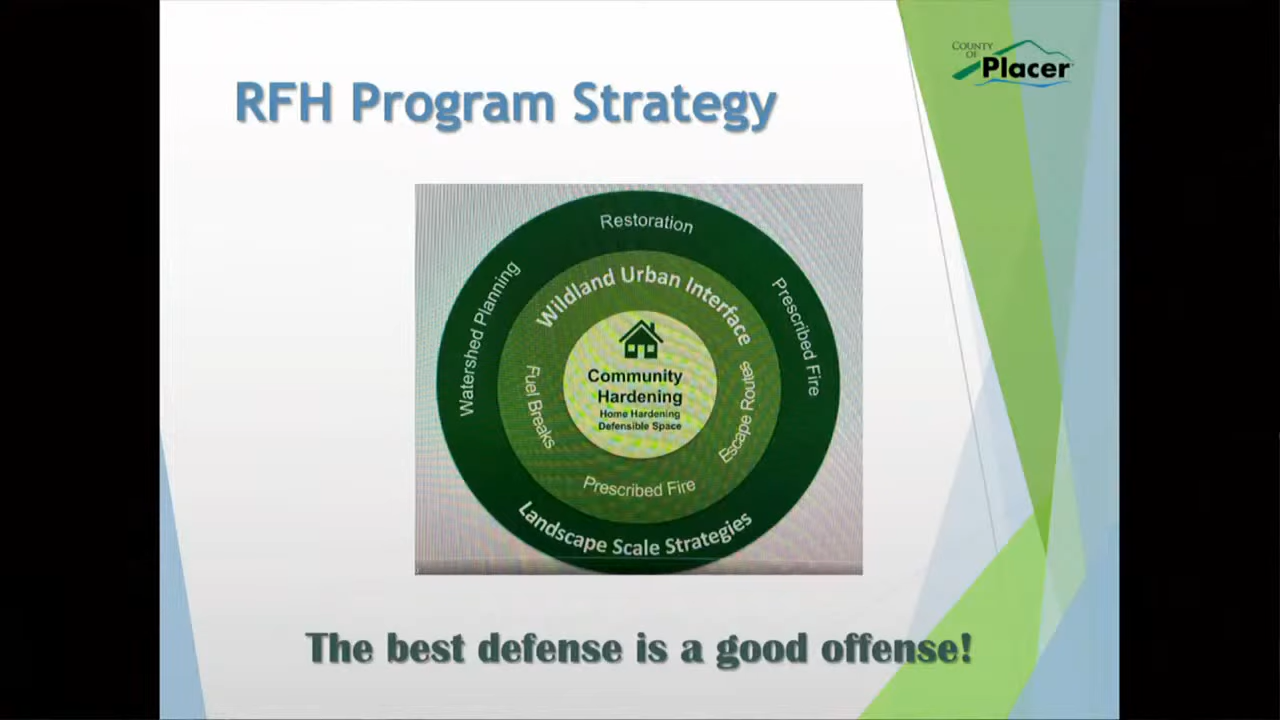 COUNTY
OF
Placer
RFH Program Strategy
Restoration
Watershed Planning
Prescribed Fire
Wildland Urban Interface
Fuel Breaks
Escape Routes
Community
Hardening
Home Hardening
Defensible Space
Prescribed Fire
Landscape Scale Strategies
The best defense is a good offense!